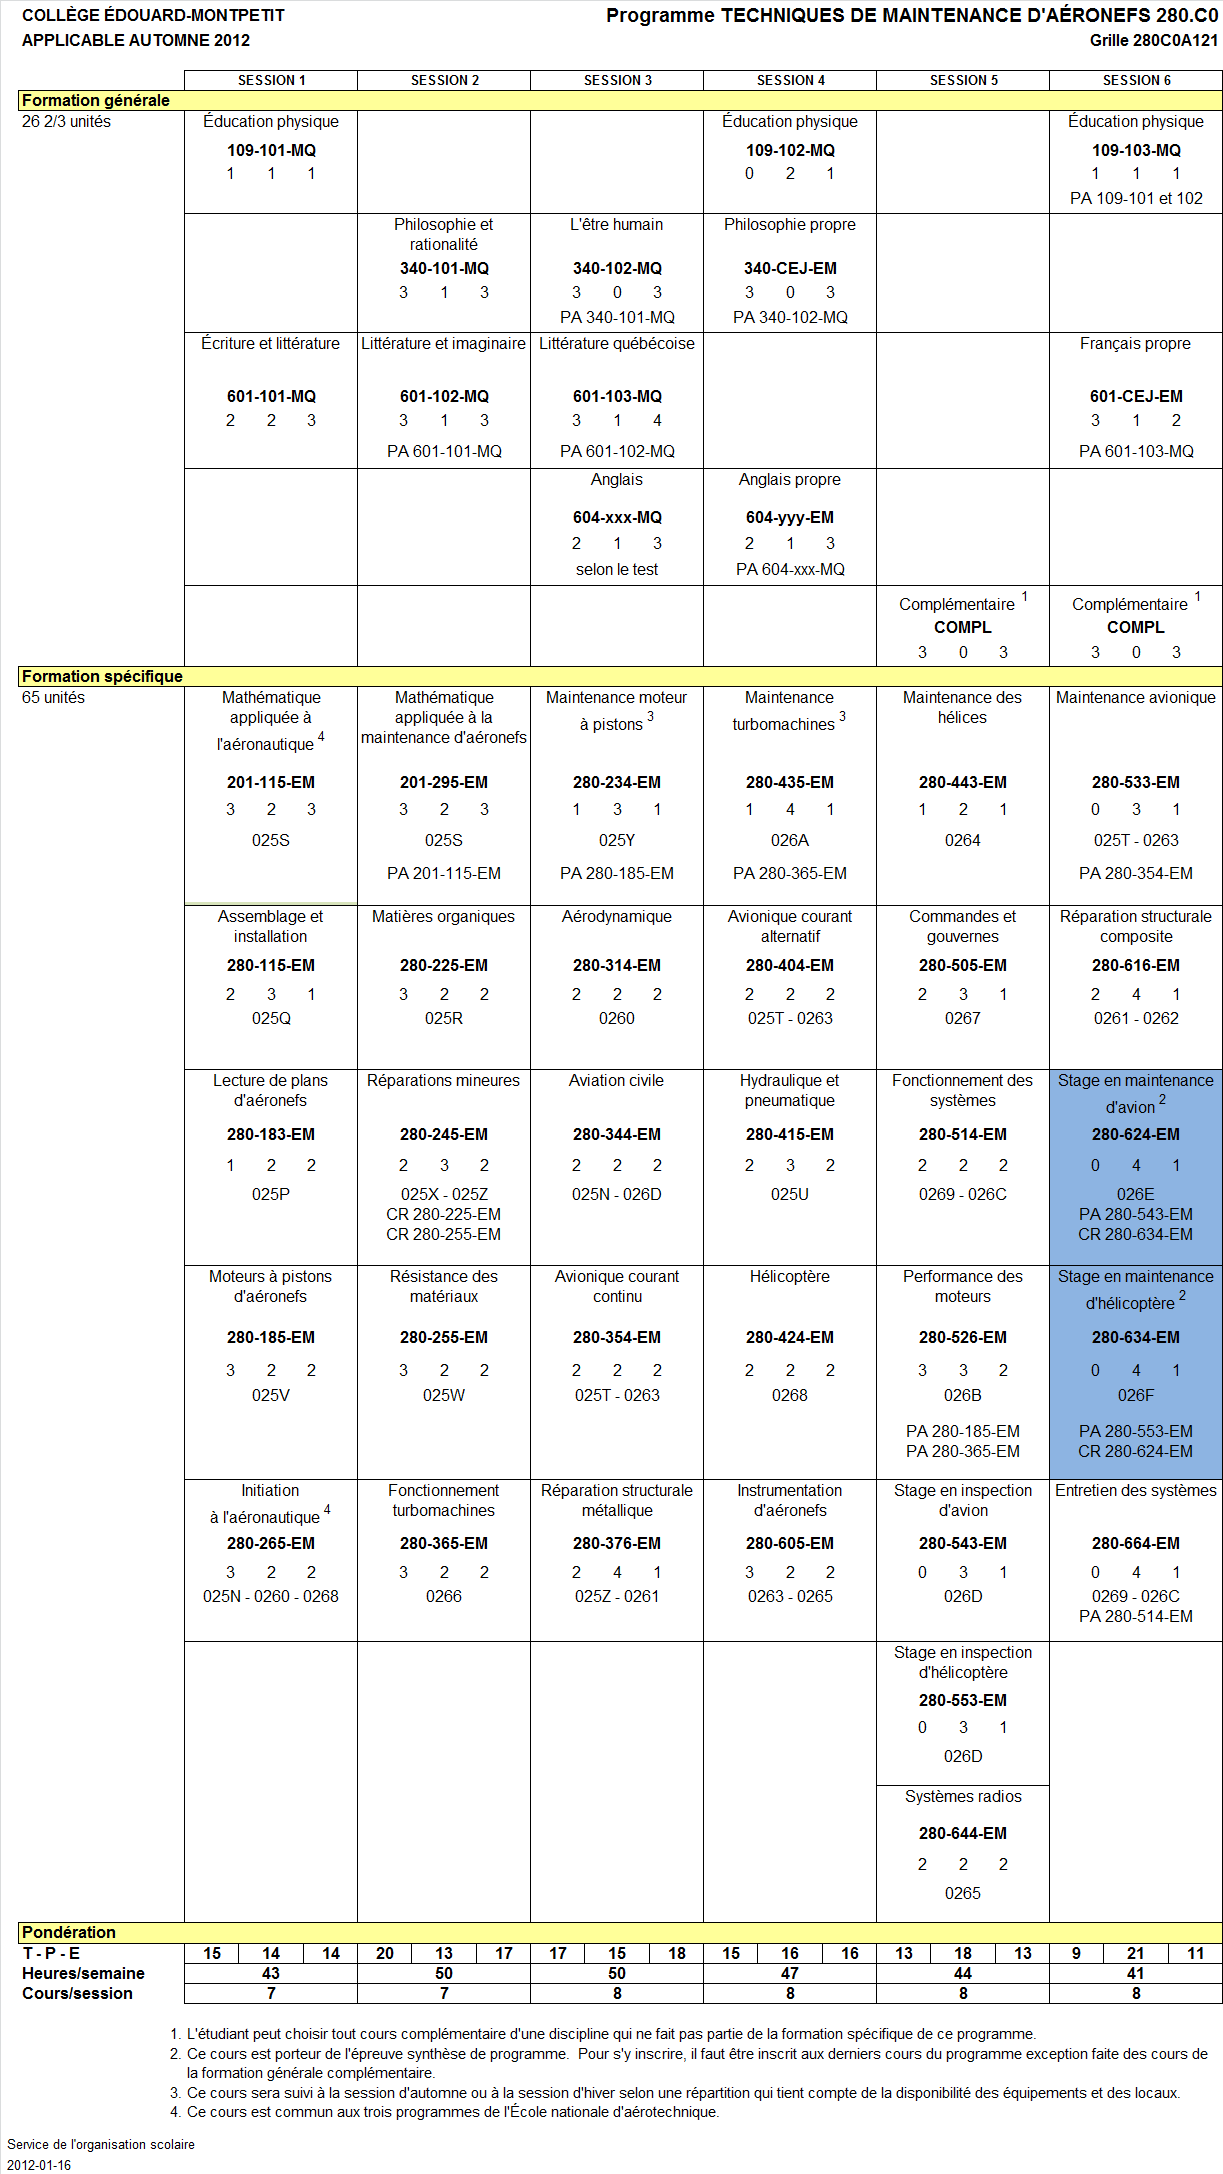 COLLÈGE ÉDOUARD-MONTPETIT
Programme TECHNIQUES DE MAINTENANCE D'AÉRONEFS 280.C0
APPLICABLE AUTOMNE 2012
Grille 280C0A121
SESSION 1 SESSION 2 SESSION 3 SESSION 4 SESSION 5 SESSION 6
Formation générale
26 2/3 unités
Éducation physique
109-101-MQ
1 1 1
Éducation physique
109-102-MQ
0 2 1
Éducation physique
109-103-MQ
1 1 1
PA 109-101 et 102
Philosophie et
rationalité
340-101-MQ
3 1 3
L'être humain
340-102-MQ
3 0 3
PA 340-101-MQ
Philosophie propre
340-CEJ-EM
3 0 3
PA 340-102-MQ
Écriture et littérature
601-101-MQ
2 2 3
Littérature et imaginaire
601-102-MQ
3 1 3
PA 601-101-MQ
Littérature québécoise
601-103-MQ
3 1 4
PA 601-102-MQ
Français propre
601-CEJ-EM
3 1 2
PA 601-103-MQ
Anglais
604-xxx-MQ
2 1 3
selon le test
Anglais propre
604-yyy-EM
2 1 3
PA 604-xxx-MQ
Complémentaire 1
COMPL
3 0 3
Complémentaire 1
COMPL
3 0 3
Formation spécifique
65 unités
Mathématique
appliquée à
l'aéronautique 4
201-115-EM
3 2 3
025S
Mathématique
appliquée à la
maintenance d'aéronefs
201-295-EM
3 2 3
025S
PA 201-115-EM
Maintenance moteur
à pistons 3
280-234-EM
1 3 1
025Y
PA 280-185-EM
Maintenance
turbomachines 3
280-435-EM
1 4 1
026A
PA 280-365-EM
Maintenance des
hélices
280-443-EM
1 2 1
0264
Maintenance avionique
280-533-EM
0 3 1
025T - 0263
PA 280-354-EM
Assemblage et
installation
280-115-EM
2 3 1
025Q
Matières organiques
280-225-EM
3 2 2
025R
Aérodynamique
280-314-EM
2 2 2
0260
Avionique courant
alternatif
280-404-EM
2 2 2
025T - 0263
Commandes et
gouvernes
280-505-EM
2 3 1
0267
Réparation structurale
composite
280-616-EM
2 4 1
0261 - 0262
Lecture de plans
d'aéronefs
280-183-EM
1 2 2
025P
Réparations mineures
280-245-EM
2 3 2
025X - 025Z
CR 280-225-EM
CR 280-255-EM
Aviation civile
280-344-EM
2 2 2
025N - 026D
Hydraulique et
pneumatique
280-415-EM
2 3 2
025U
Fonctionnement des
systèmes
280-514-EM
2 2 2
0269 - 026C
Stage en maintenance
d'avion 2
280-624-EM
0 4 1
026E
PA 280-543-EM
CR 280-634-EM
Moteurs à pistons
d'aéronefs
280-185-EM
3 2 2
025V
Résistance des
matériaux
280-255-EM
3 2 2
025W
Avionique courant
continu
280-354-EM
2 2 2
025T - 0263
Hélicoptère
280-424-EM
2 2 2
0268
Performance des
moteurs
280-526-EM
3 3 2
026B
PA 280-185-EM
PA 280-365-EM
Stage en maintenance
d'hélicoptère 2
280-634-EM
0 4 1
026F
PA 280-553-EM
CR 280-624-EM
Initiation
à l'aéronautique 4
280-265-EM
3 2 2
025N - 0260 - 0268
Fonctionnement
turbomachines
280-365-EM
3 2 2
0266
Réparation structurale
métallique
280-376-EM
2 4 1
025Z - 0261
Instrumentation
d'aéronefs
280-605-EM
3 2 2
0263 - 0265
Stage en inspection
d'avion
280-543-EM
0 3 1
026D
Entretien des systèmes
280-664-EM
0 4 1
0269 - 026C
PA 280-514-EM
Stage en inspection
d'hélicoptère
280-553-EM
0 3 1
026D
Systèmes radios
280-644-EM
2 2 2
0265
Pondération
T - P - E 15 14 14 20 13 17 17 15 18 15 16 16 13 18 13 9 21 11
Heures/semaine 43 50 50 47 44 41
Cours/session 7 7 8 8 8 8
1. L'étudiant peut choisir tout cours complémentaire d'une discipline qui ne fait pas partie de la formation spécifique de ce programme.
2. Ce cours est porteur de l'épreuve synthèse de programme. Pour s'y inscrire, il faut être inscrit aux derniers cours du programme exception faite des cours de
la formation générale complémentaire.
3. Ce cours sera suivi à la session d'automne ou à la session d'hiver selon une répartition qui tient compte de la disponibilité des équipements et des locaux.
4. Ce cours est commun aux trois programmes de l'École nationale d'aérotechnique.
Service de l'organisation scolaire
2012-01-16